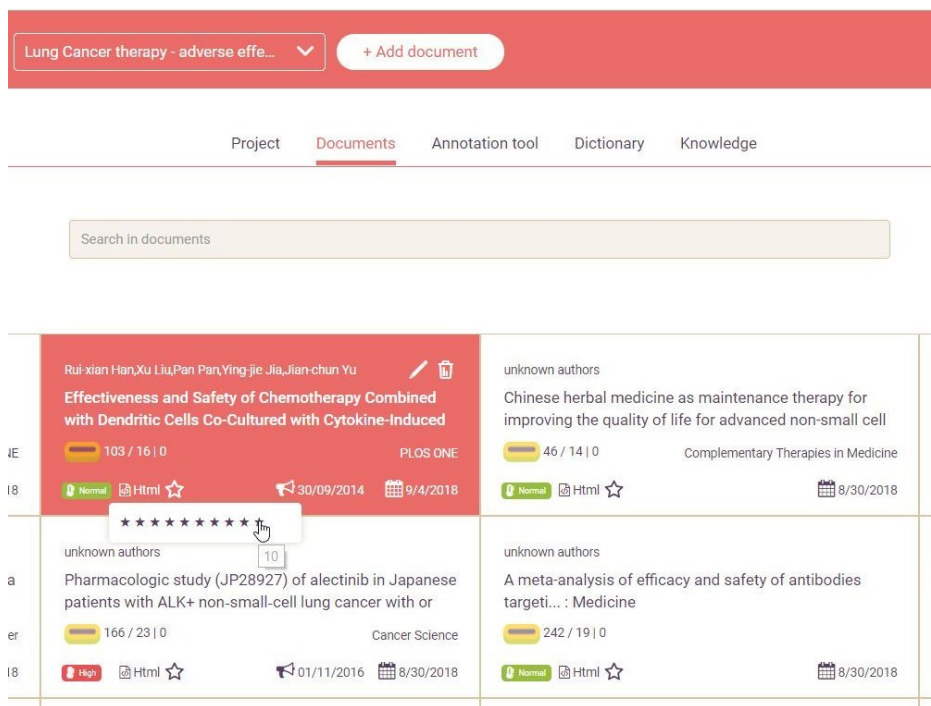 Lung Cancer therapy - adverse effe...
+ Add document
Project
Documents
Annotation tool
Dictionary
Knowledge
Search in documents
Rui-xian Han,Xu Liu,Pan Pan,Ying-jie Jia,Jian-chun Yu
Effectiveness and Safety of Chemotherapy Combined
with Dendritic Cells Co-Cultured with Cytokine-Induced
103 / 16 | 0
PLOS ONE
Normal
Html
30/09/2014
9/4/2018
unknown authors
Chinese herbal medicine as maintenance therapy for
improving the quality of life for advanced non-small cell
46 / 14 | 0
Complementary Therapies in Medicine
Normal
Html
8/30/2018
NE
18
10
unknown authors
Pharmacologic study (JP28927) of alectinib in Japanese
patients with ALK+ non-small-cell lung cancer with or
166 / 23 | 0
Cancer Science
High
Html
01/11/2016
8/30/2018
unknown authors
A meta-analysis of efficacy and safety of antibodies
targeti... : Medicine
242 / 19 | 0
Normal
Html
8/30/2018
a
er
18